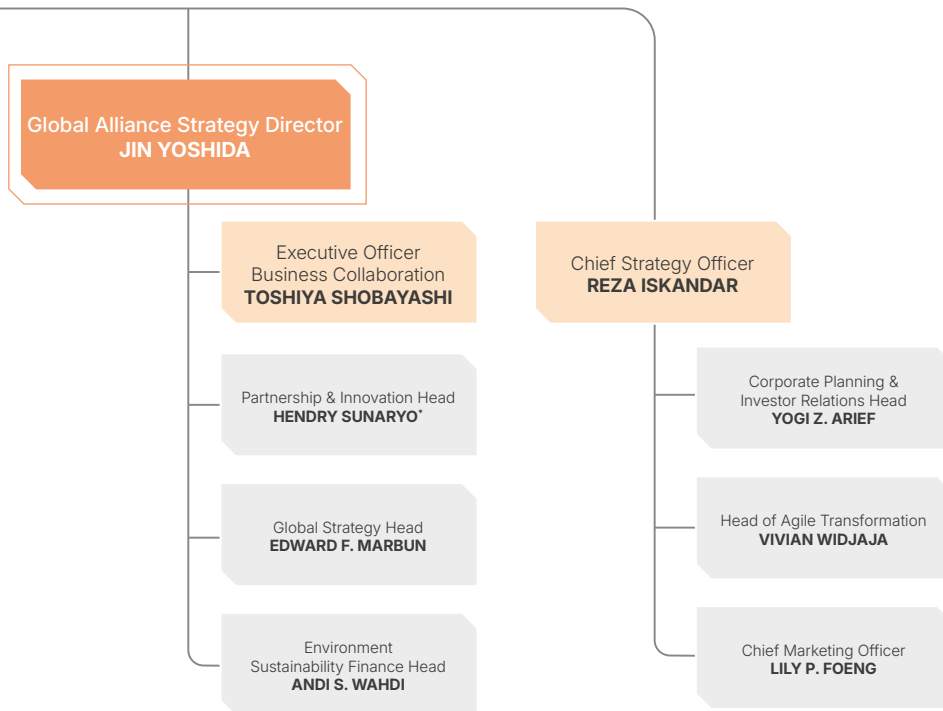 Global Alliance Strategy Director
JIN YOSHIDA
Executive Officer
Business Collaboration
TOSHIYA SHOBAYASHI
Partnership & Innovation Head
HENDRY SUNARYO*
Global Strategy Head
EDWARD F. MARBUN
Environment
Sustainability Finance Head
ANDI S. WAHDI
Chief Strategy Officer
REZA ISKANDAR
Corporate Planning &
Investor Relations Head
YOGI Z. ARIEF
Head of Agile Transformation
VIVIAN WIDJAJA
Chief Marketing Officer
LILY P. FOENG